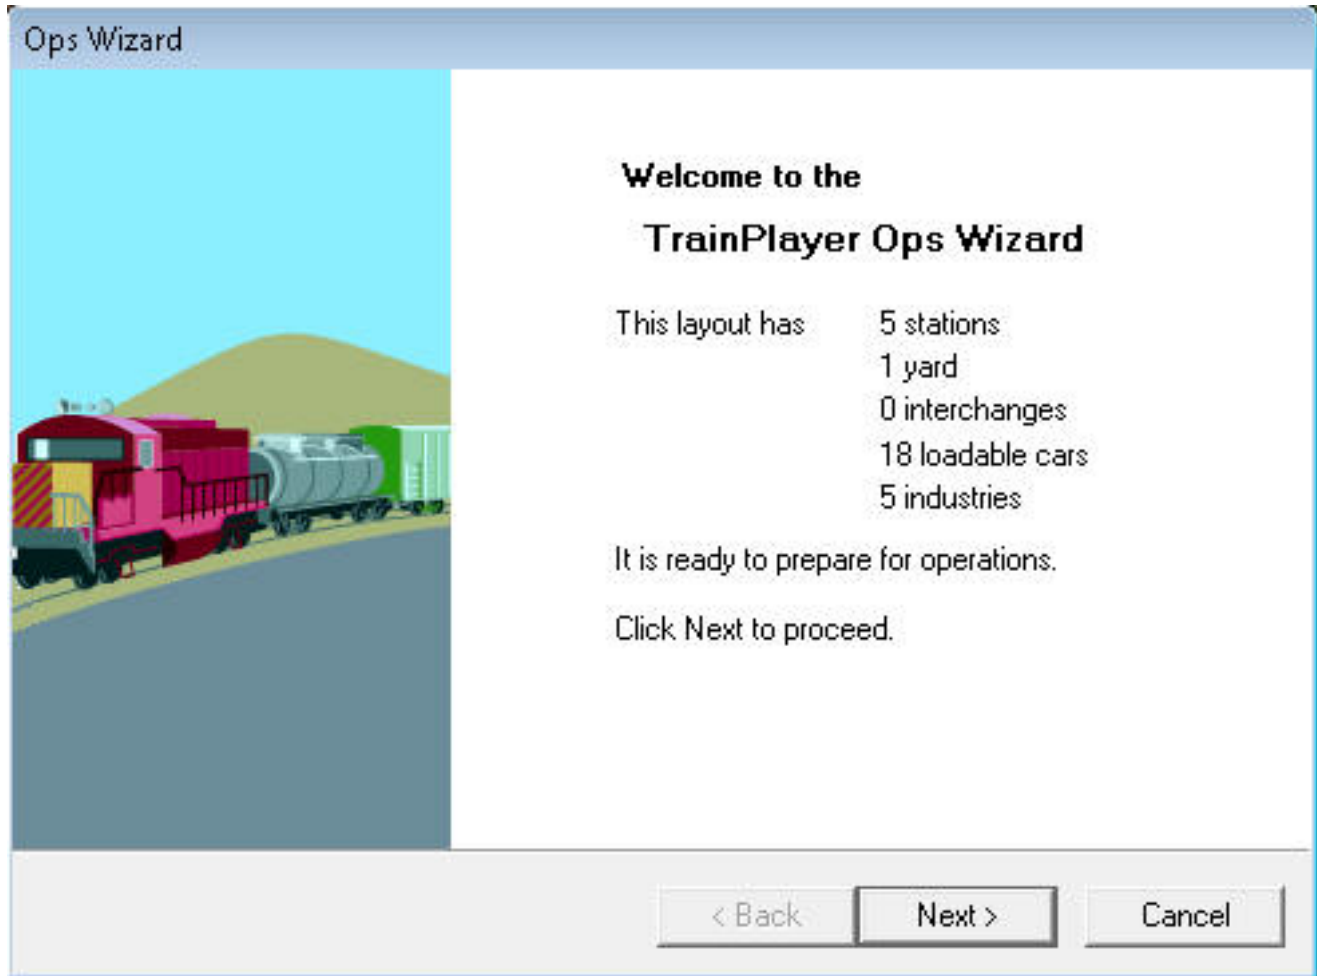 Ops Wizard
Welcome to the
TrainPlayer Ops Wizard
This layout has 5 stations
1 yard
0 interchanges
18 loadable cars
5 industries
It is ready to prepare for operations.
Click Next to proceed.
< Back Next > Cancel